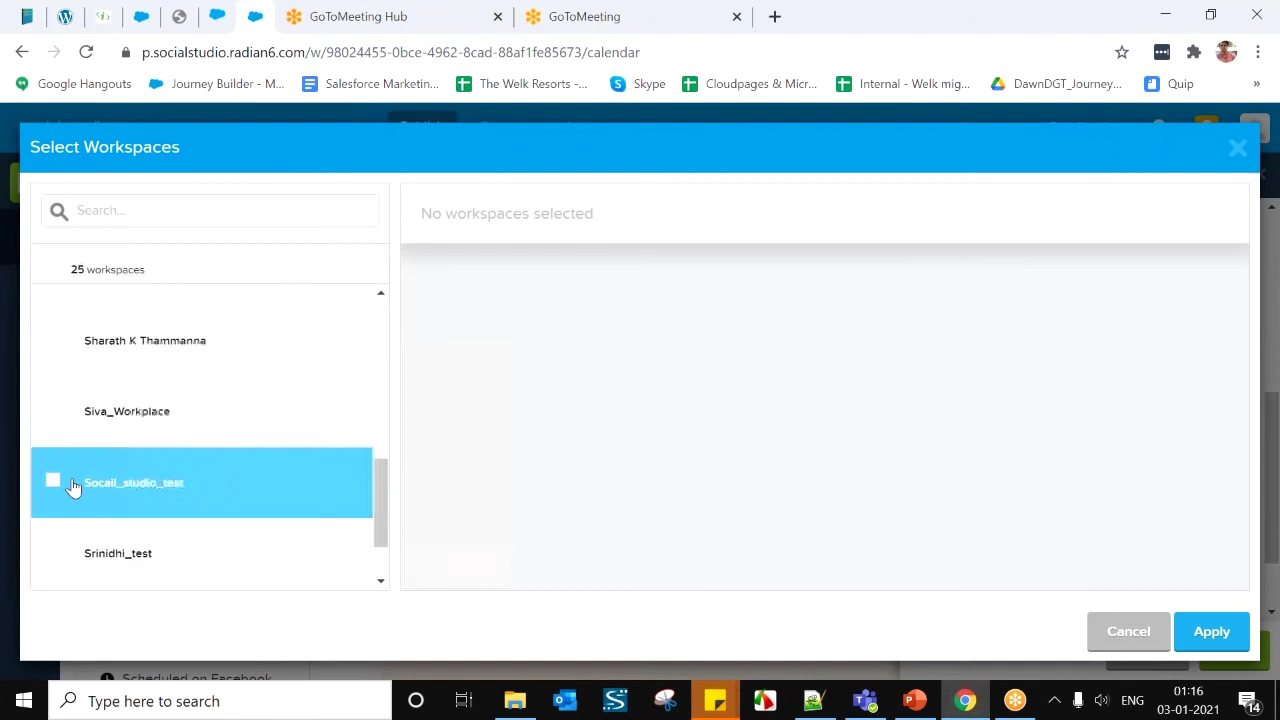 GoToMeeting Hub
GoToMeeting
p.socialstudio.radian6.com/w/98024455-0bce-4962-8cad-88af1fe85673/calendar
Google Hangouts
Journey Builder - M...
Salesforce Marketin...
The Welk Resorts -...
Skype
Cloudpages & Micr...
Internal - Welk mig...
DawnDGT_Journey...
Quip
»
Select Workspaces
Search...
No workspaces selected
25 workspaces
Sharath K Thammanna
Siva_Workplace
Socail_studio_test
Srinidhi_test
Cancel
Apply
Scheduled on Facebook
Type here to search
ENG
01:16
03-01-2021
14